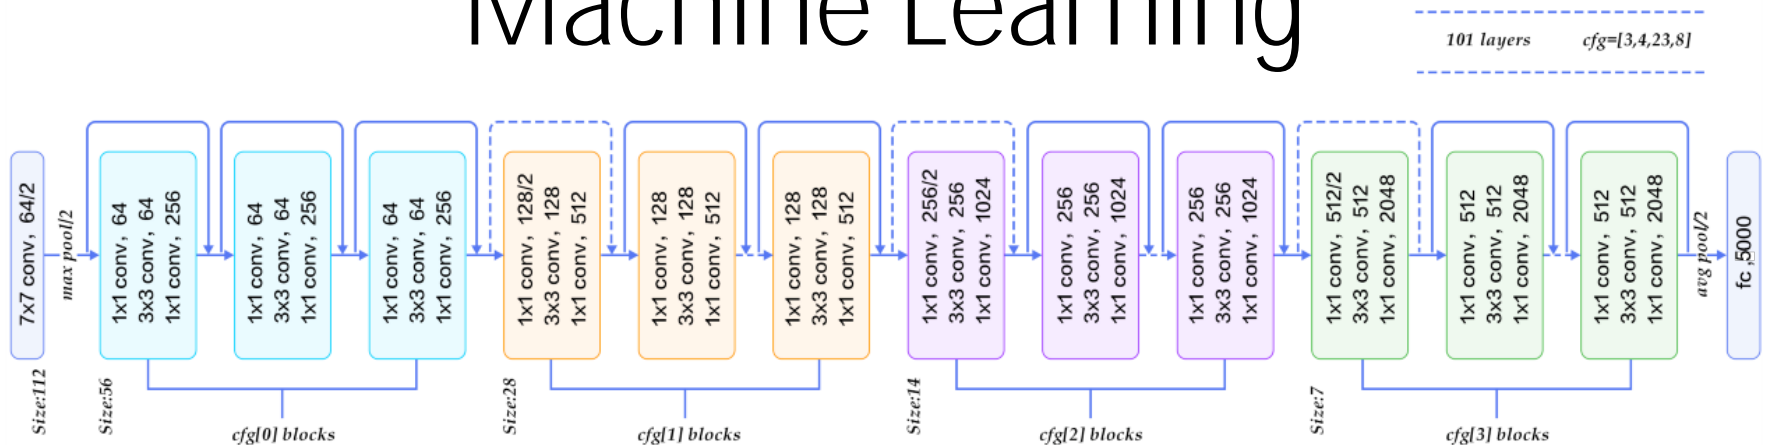 Machine Learning
101 layers cfg=[3,4,23,8]
7x7 conv, 64/2
max pool/2
1x1 conv, 64
3x3 conv, 64
1x1 conv, 256
1x1 conv, 64
3x3 conv, 64
1x1 conv, 256
1x1 conv, 64
3x3 conv, 64
1x1 conv, 256
1x1 conv, 128/2
3x3 conv, 128
1x1 conv, 512
1x1 conv, 128
3x3 conv, 128
1x1 conv, 512
1x1 conv, 128
3x3 conv, 128
1x1 conv, 512
1x1 conv, 256/2
3x3 conv, 256
1x1 conv, 1024
1x1 conv, 256
3x3 conv, 256
1x1 conv, 1024
1x1 conv, 256
3x3 conv, 256
1x1 conv, 1024
1x1 conv, 512/2
3x3 conv, 512
1x1 conv, 2048
1x1 conv, 512
3x3 conv, 512
1x1 conv, 2048
1x1 conv, 512
3x3 conv, 512
1x1 conv, 2048
avg pool/2
fc ,5000
Size:112
Size:56
cfg[0] blocks
Size:28
cfg[1] blocks
Size:14
cfg[2] blocks
Size:7
cfg[3] blocks